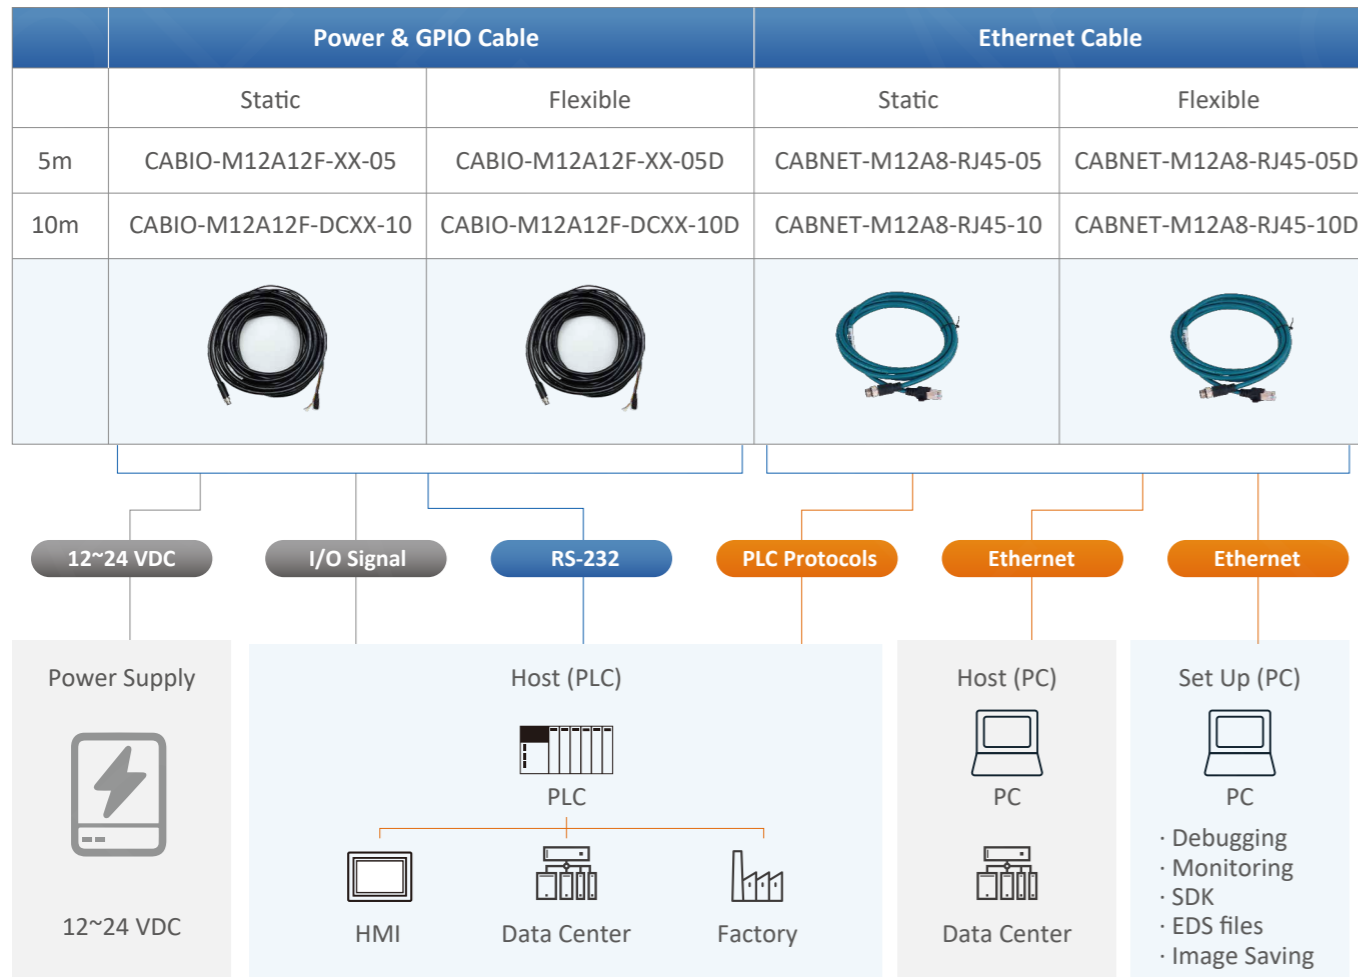 Power & GPIO Cable Ethernet Cable
Static Flexible Static Flexible
5m CABIO-M12A12F-XX-05 CABIO-M12A12F-XX-05D CABNET-M12A8-RJ45-05 CABNET-M12A8-RJ45-05D
10m CABIO-M12A12F-DCXX-10 CABIO-M12A12F-DCXX-10D CABNET-M12A8-RJ45-10 CABNET-M12A8-RJ45-10D
12~24 VDC I/O Signal RS-232 PLC Protocols Ethernet Ethernet
Power Supply Host (PLC) Host (PC) Set Up (PC)
PLC PC PC
· Debugging
· Monitoring
· SDK
· EDS files
· Image Saving
12~24 VDC HMI Data Center Factory Data Center